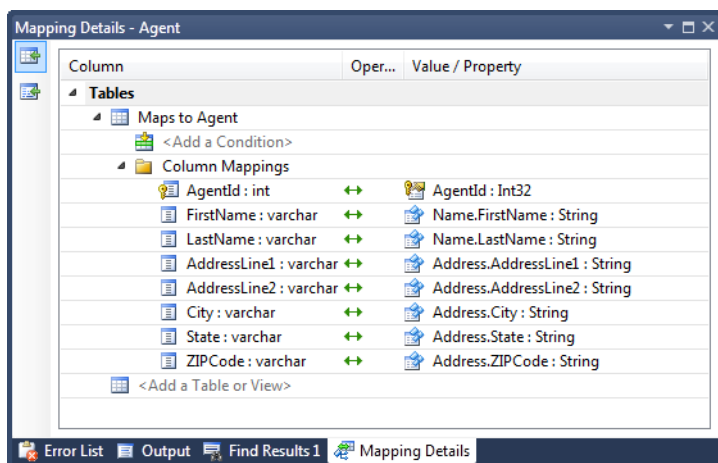 Mapping Details - Agent
Column Oper... Value / Property
Tables
Maps to Agent
<Add a Condition>
Column Mappings
AgentId : int AgentId : Int32
FirstName : varchar Name.FirstName : String
LastName : varchar Name.LastName : String
AddressLine1 : varchar Address.AddressLine1 : String
AddressLine2 : varchar Address.AddressLine2 : String
City : varchar Address.City : String
State : varchar Address.State : String
ZIPCode : varchar Address.ZIPCode : String
<Add a Table or View>
Error List Output Find Results 1 Mapping Details